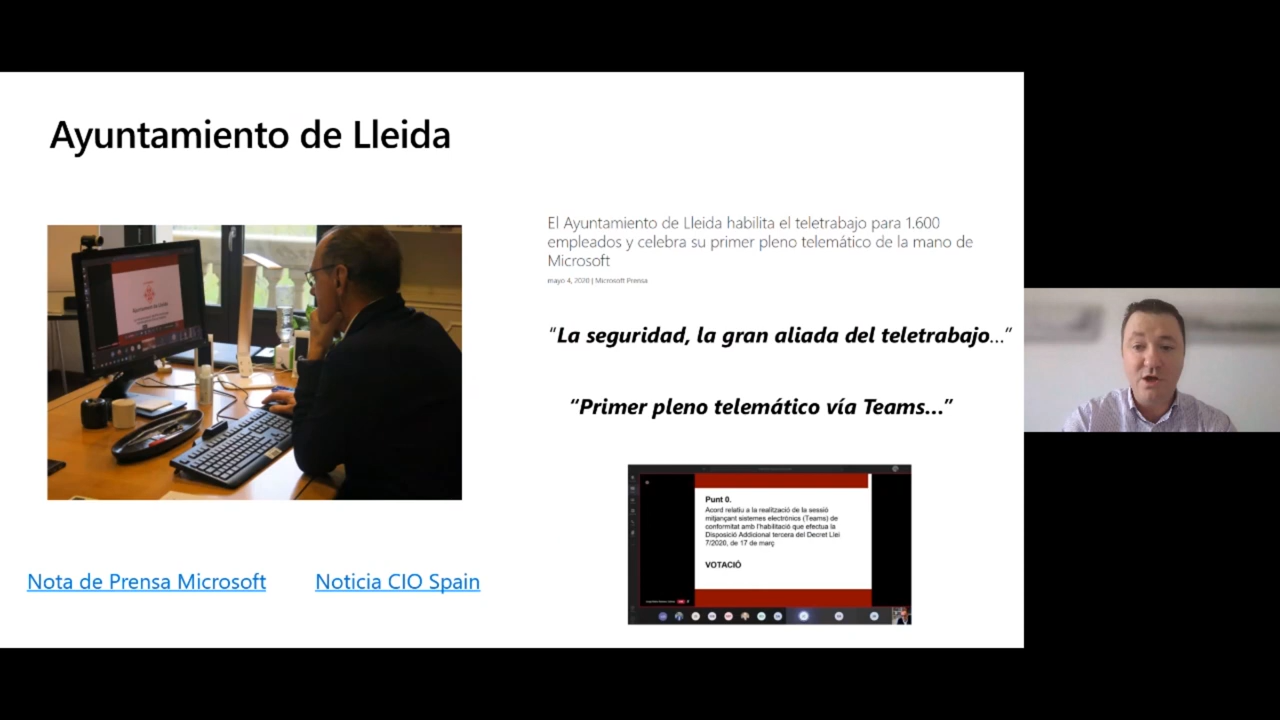 Ayuntamiento de Lleida
El Ayuntamiento de Lleida habilita el teletrabajo para 1.600
empleados y celebra su primer pleno telemático de la mano de
Microsoft
mayo 4, 2020 | Microsoft Prensa
“La seguridad, la gran aliada del teletrabajo…”
“Primer pleno telemático vía Teams…”
Punt 0.
Acord relatiu a la realització de la sessió
mitjançant sistemes electrònics (Teams) de
conformitat amb l'habilitació que efectua la
Disposició Addicional tercera del Decret Llei
7/2020, de 17 de març
VOTACIÓ
Nota de Prensa Microsoft
Noticia CIO Spain